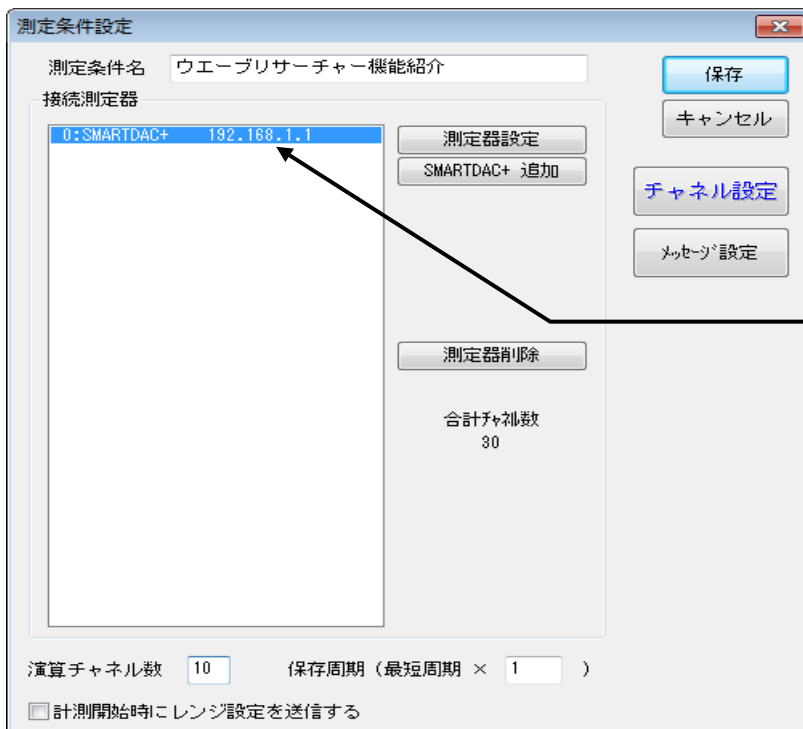 測定条件設定
測定条件名 ウエーブリサーチャー機能紹介
保存
接続測定器
キャンセル
0:SMARTDAC+ 192.168.1.1
測定器設定
SMARTDAC+ 追加
チャネル設定
メッセージ設定
測定器削除
合計チャネル数
30
演算チャネル数 10 保存周期（最短周期 × 1 ）
計測開始時にレンジ設定を送信する